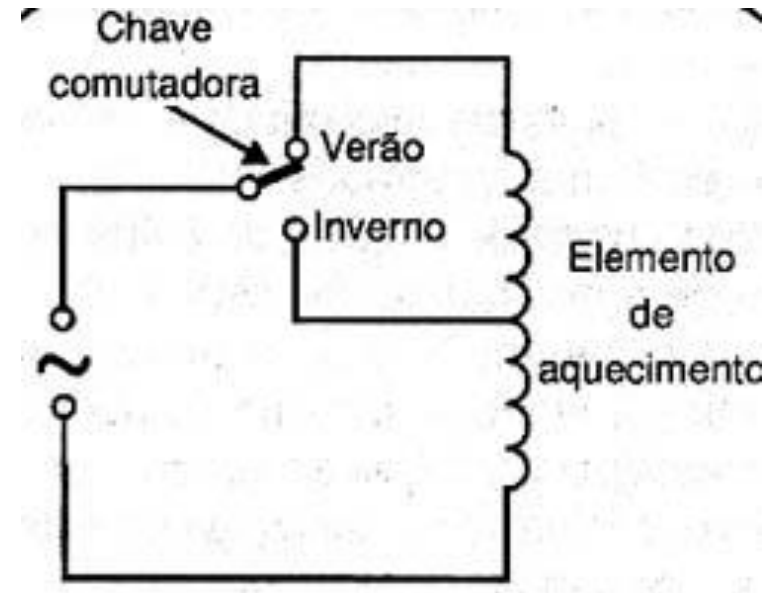 Chave
comutadora
Verão
Inverno
Elemento
de
aquecimento
~